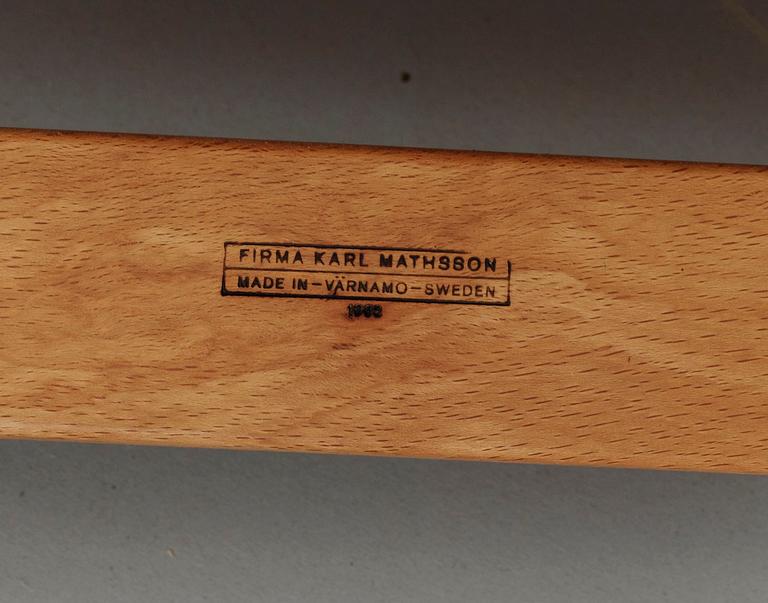 FIRMA KARL MATHSSON
MADE IN-VÄRNAMO-SWEDEN